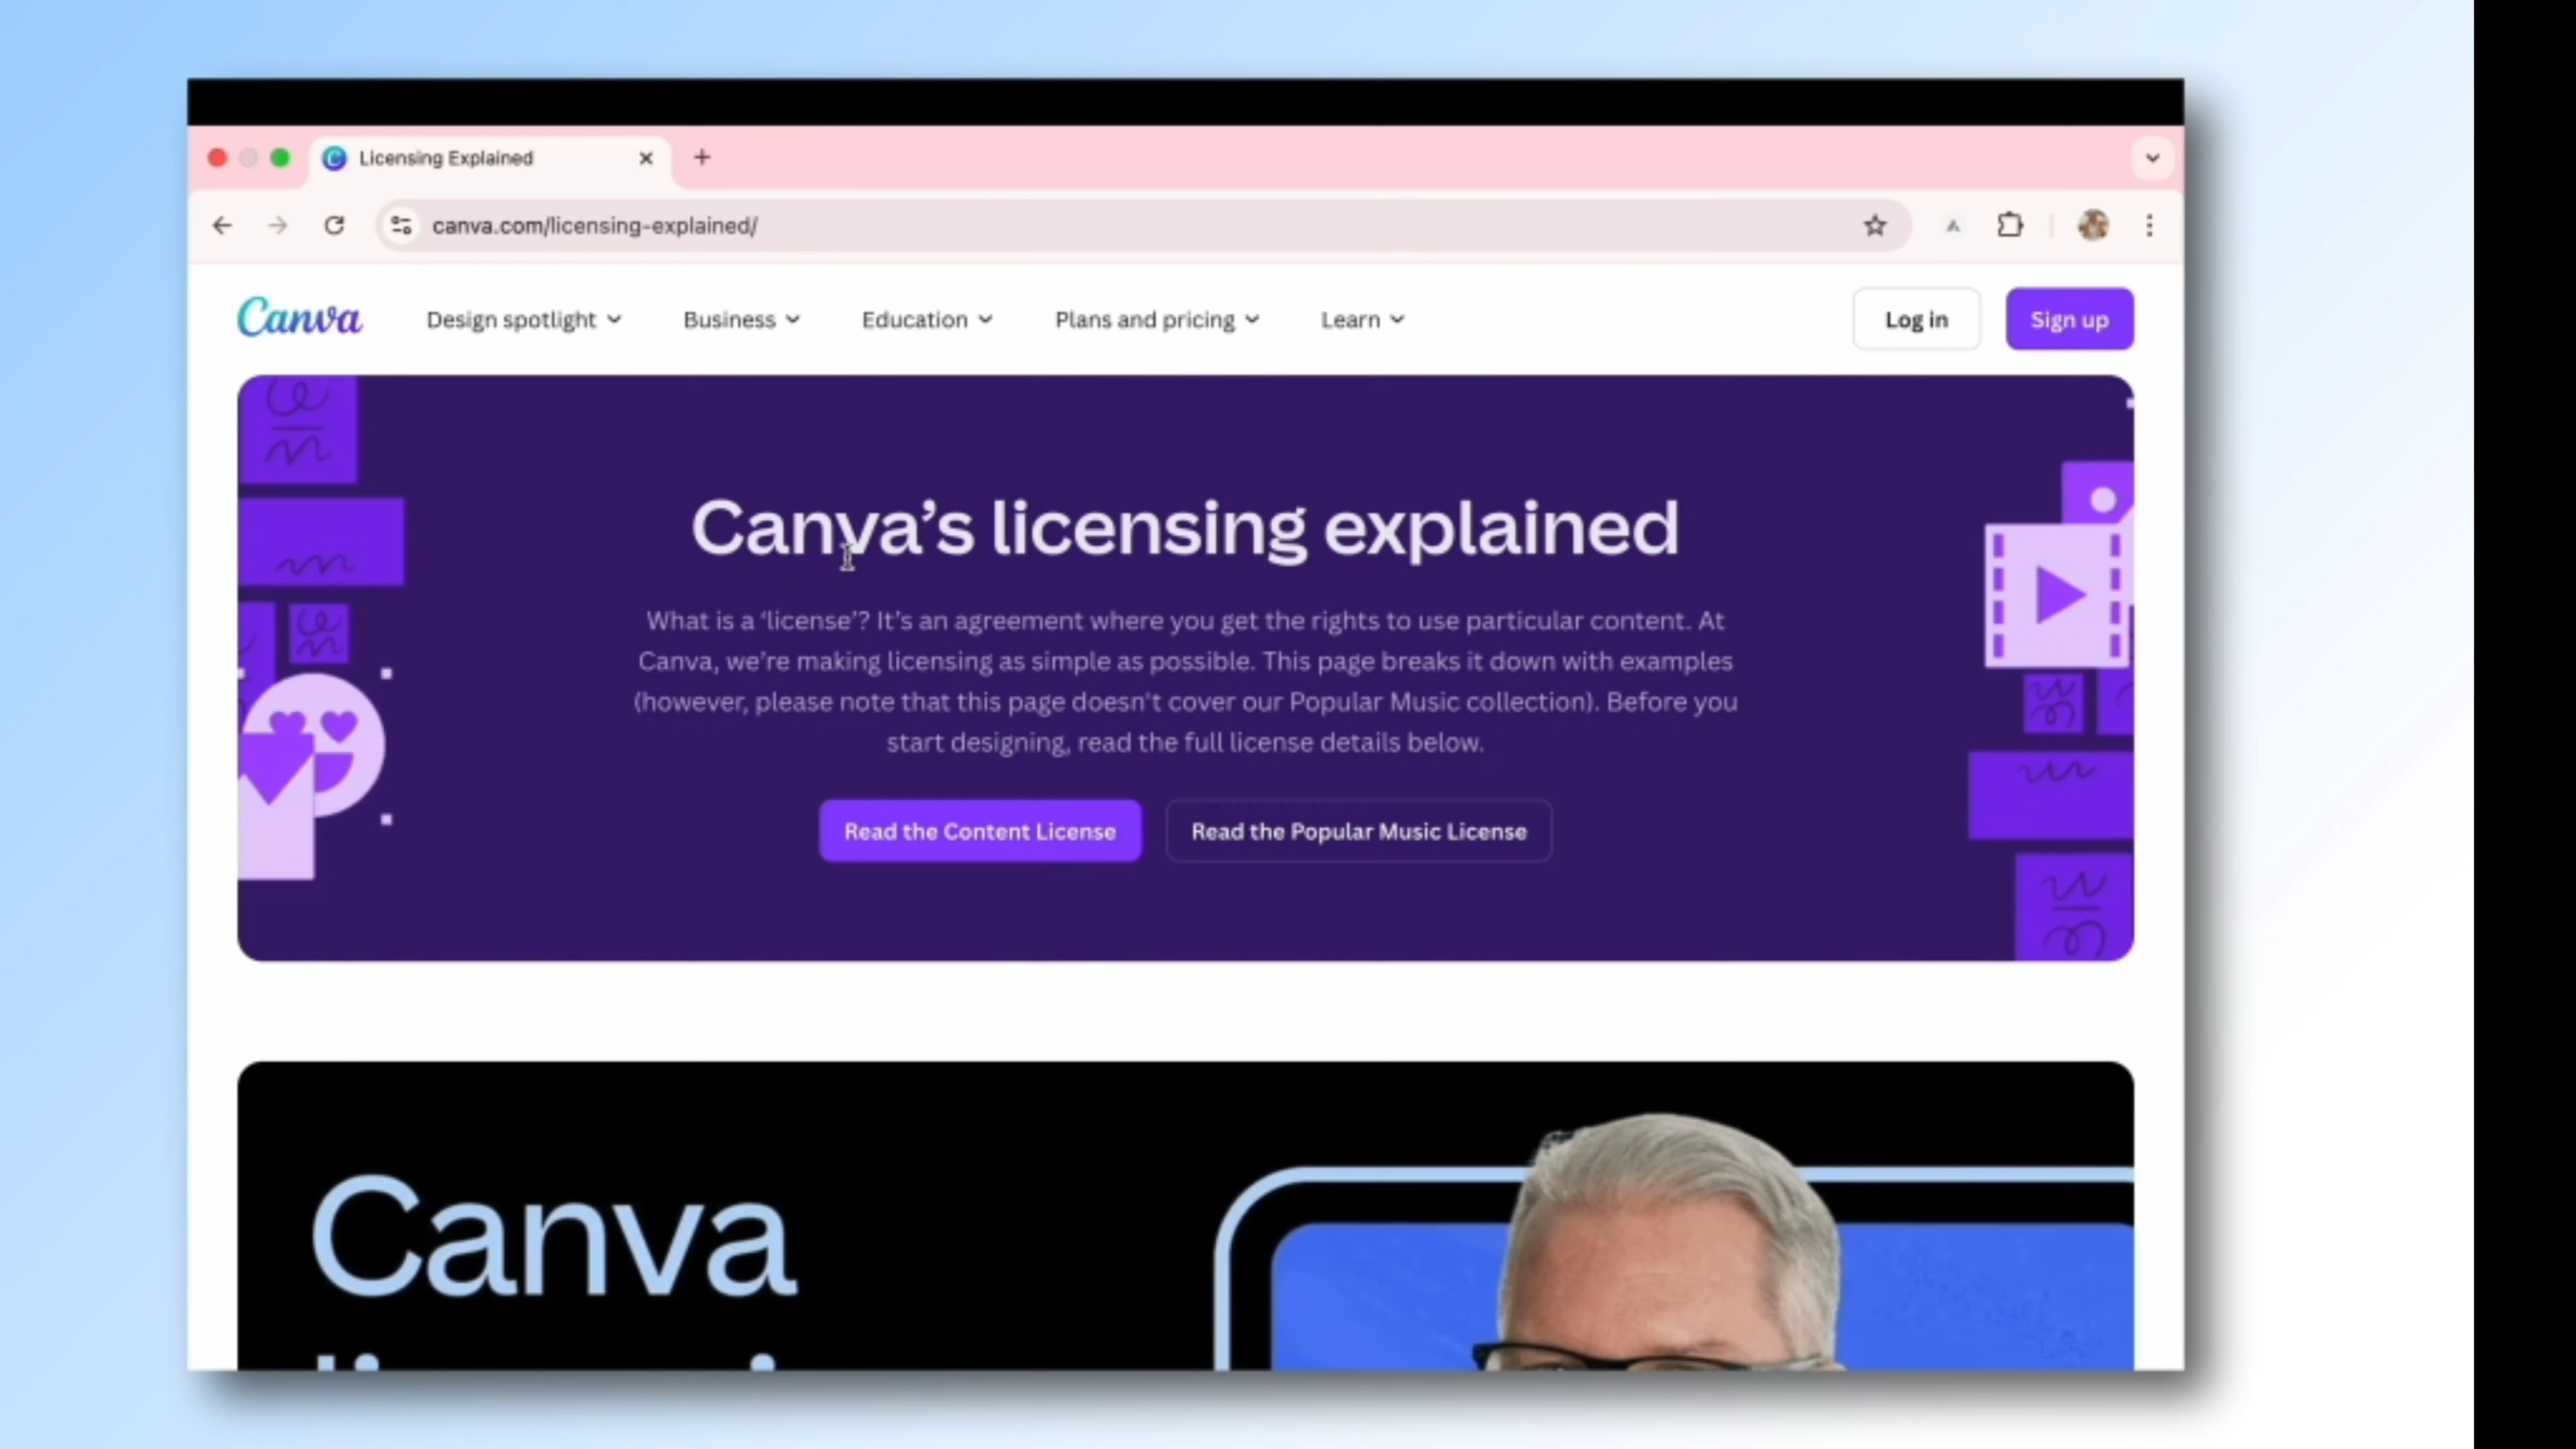 Licensing Explained
canva.com/licensing-explained/
Canva Design spotlight Business Education Plans and pricing Learn Log in Sign up
Canva’s licensing explained
What is a ‘license’? It’s an agreement where you get the rights to use particular content. At
Canva, we’re making licensing as simple as possible. This page breaks it down with examples
(however, please note that this page doesn't cover our Popular Music collection). Before you
start designing, read the full license details below.
Read the Content License Read the Popular Music License
Canva